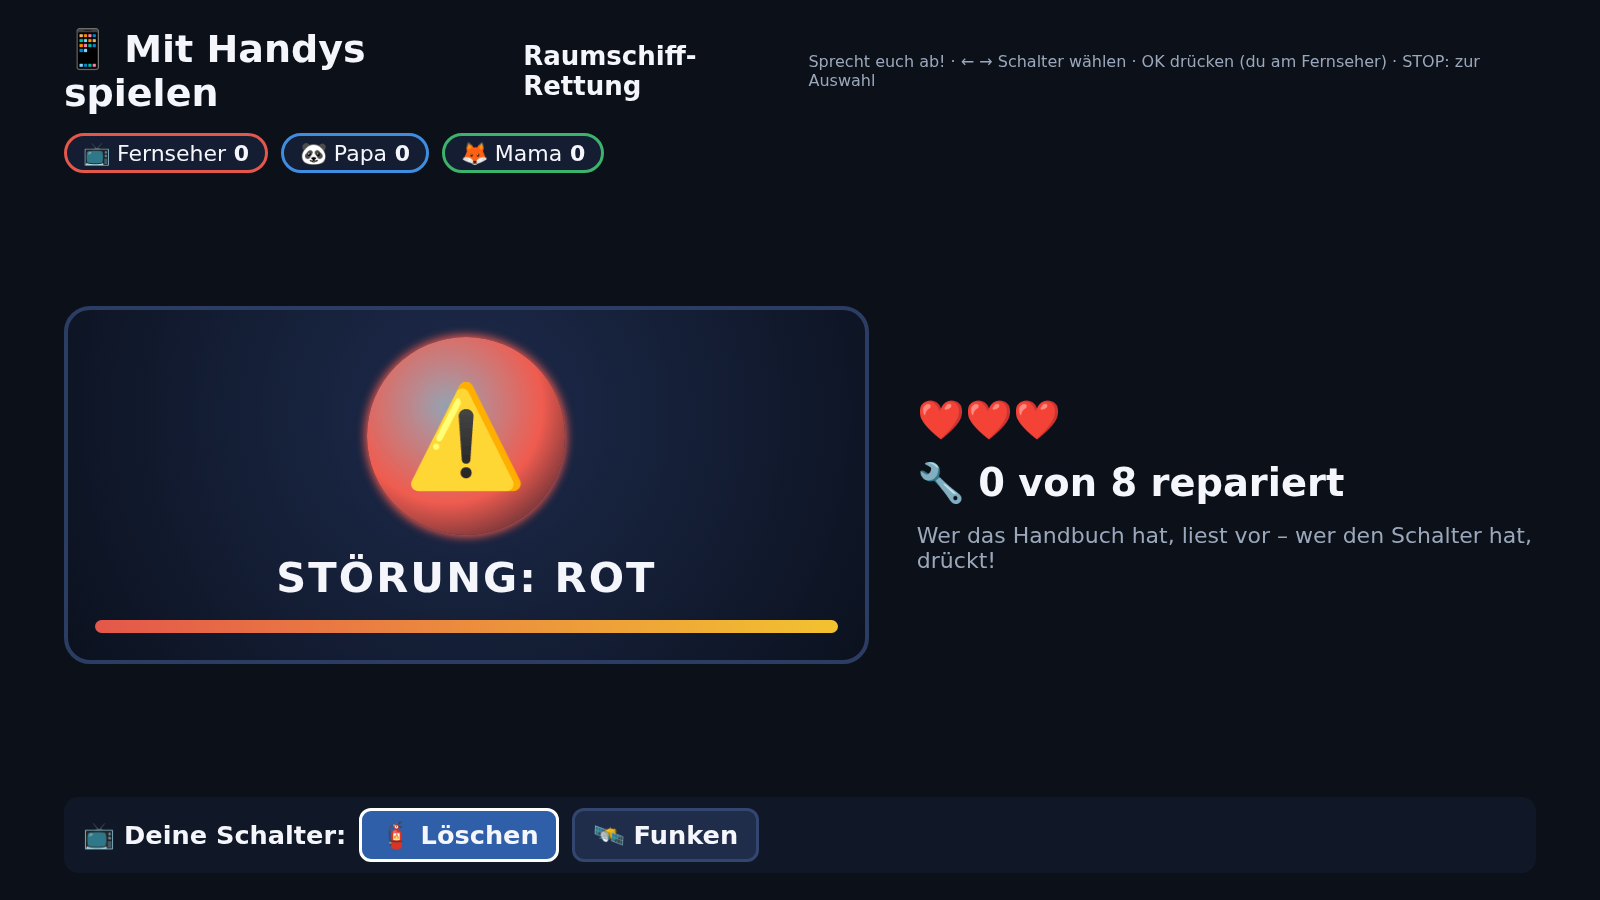 📱 Mit Handys
spielen
Raumschiff-
Rettung
Sprecht euch ab! · ← → Schalter wählen · OK drücken (du am Fernseher) · STOP: zur
Auswahl
📺 Fernseher 0
🐼 Papa 0
🦊 Mama 0
STÖRUNG: ROT
❤️❤️❤️
🔧 0 von 8 repariert
Wer das Handbuch hat, liest vor – wer den Schalter hat,
drückt!
📺 Deine Schalter: 🧯 Löschen 🛰️ Funken